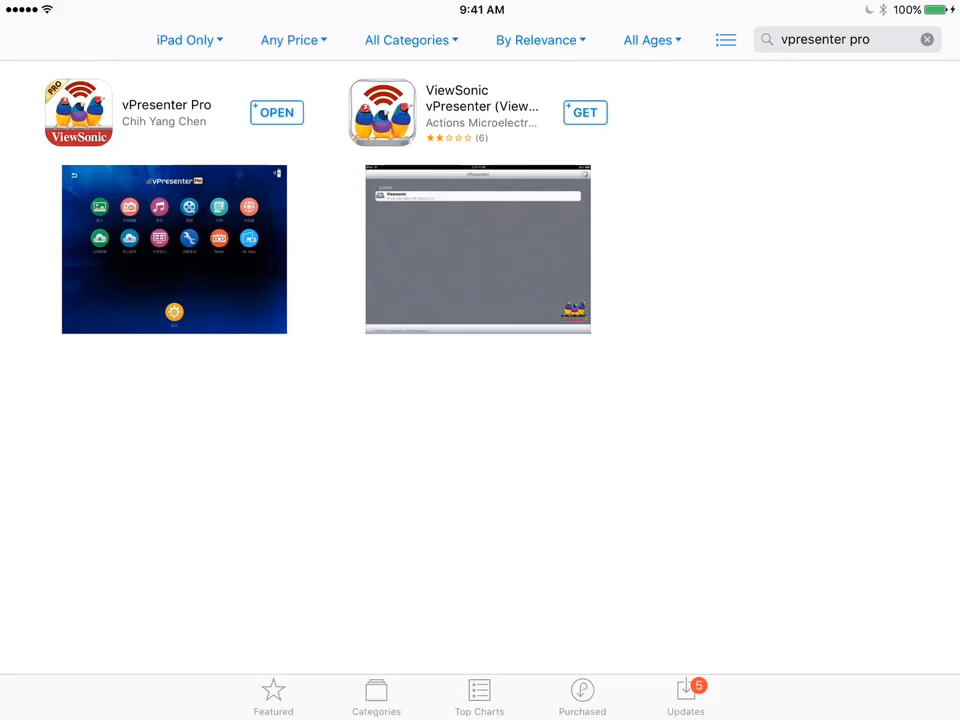 9:41 AM
100%
iPad Only
Any Price
All Categories
By Relevance
All Ages
vpresenter pro
PRO
ViewSonic
vPresenter Pro
Chih Yang Chen
OPEN
ViewSonic
vPresenter (View...
Actions Microelectr...
(6)
GET
vPresenter PRO
vPresenter
Viewsonic
Featured
Categories
Top Charts
Purchased
5
Updates